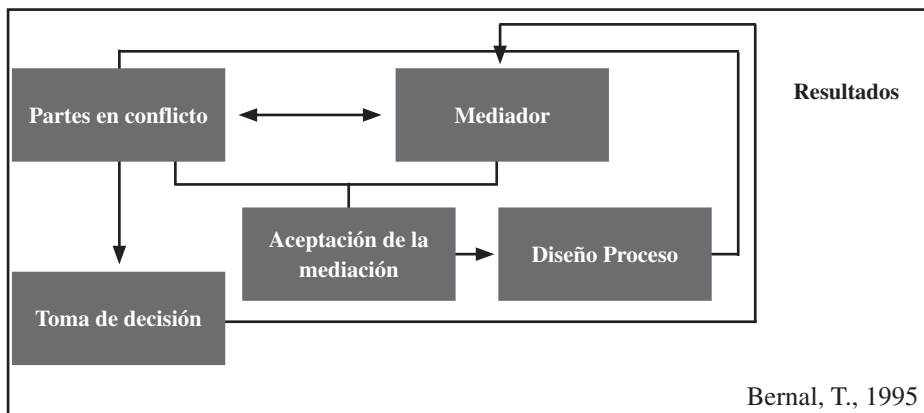 Resultados
Partes en conflicto
Mediador
Aceptación de la
mediación
Diseño Proceso
Toma de decisión
Bernal, T., 1995